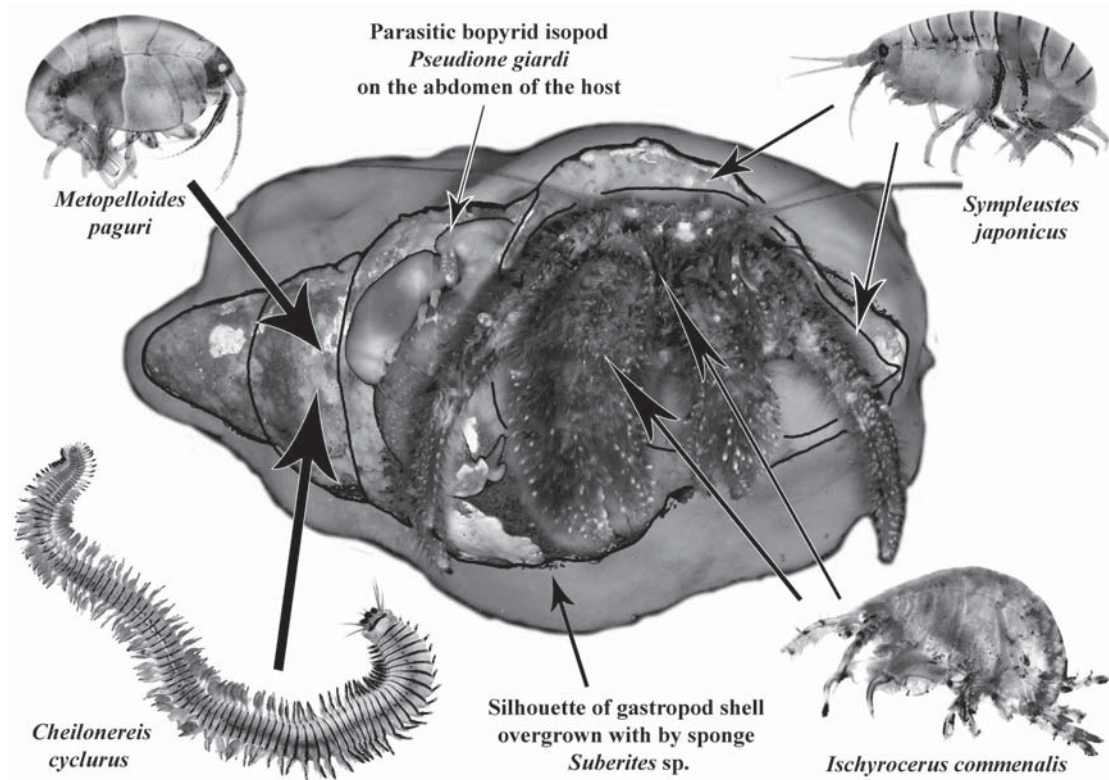 Parasitic bopyrid isopod
Pseudione giardi
on the abdomen of the host
Metopelloides
paguri
Sympleustes
japonicus
Cheilonereis
cyclurus
Silhouette of gastropod shell
overgrown with by sponge
Suberites sp.
Ischyrocerus commenalis